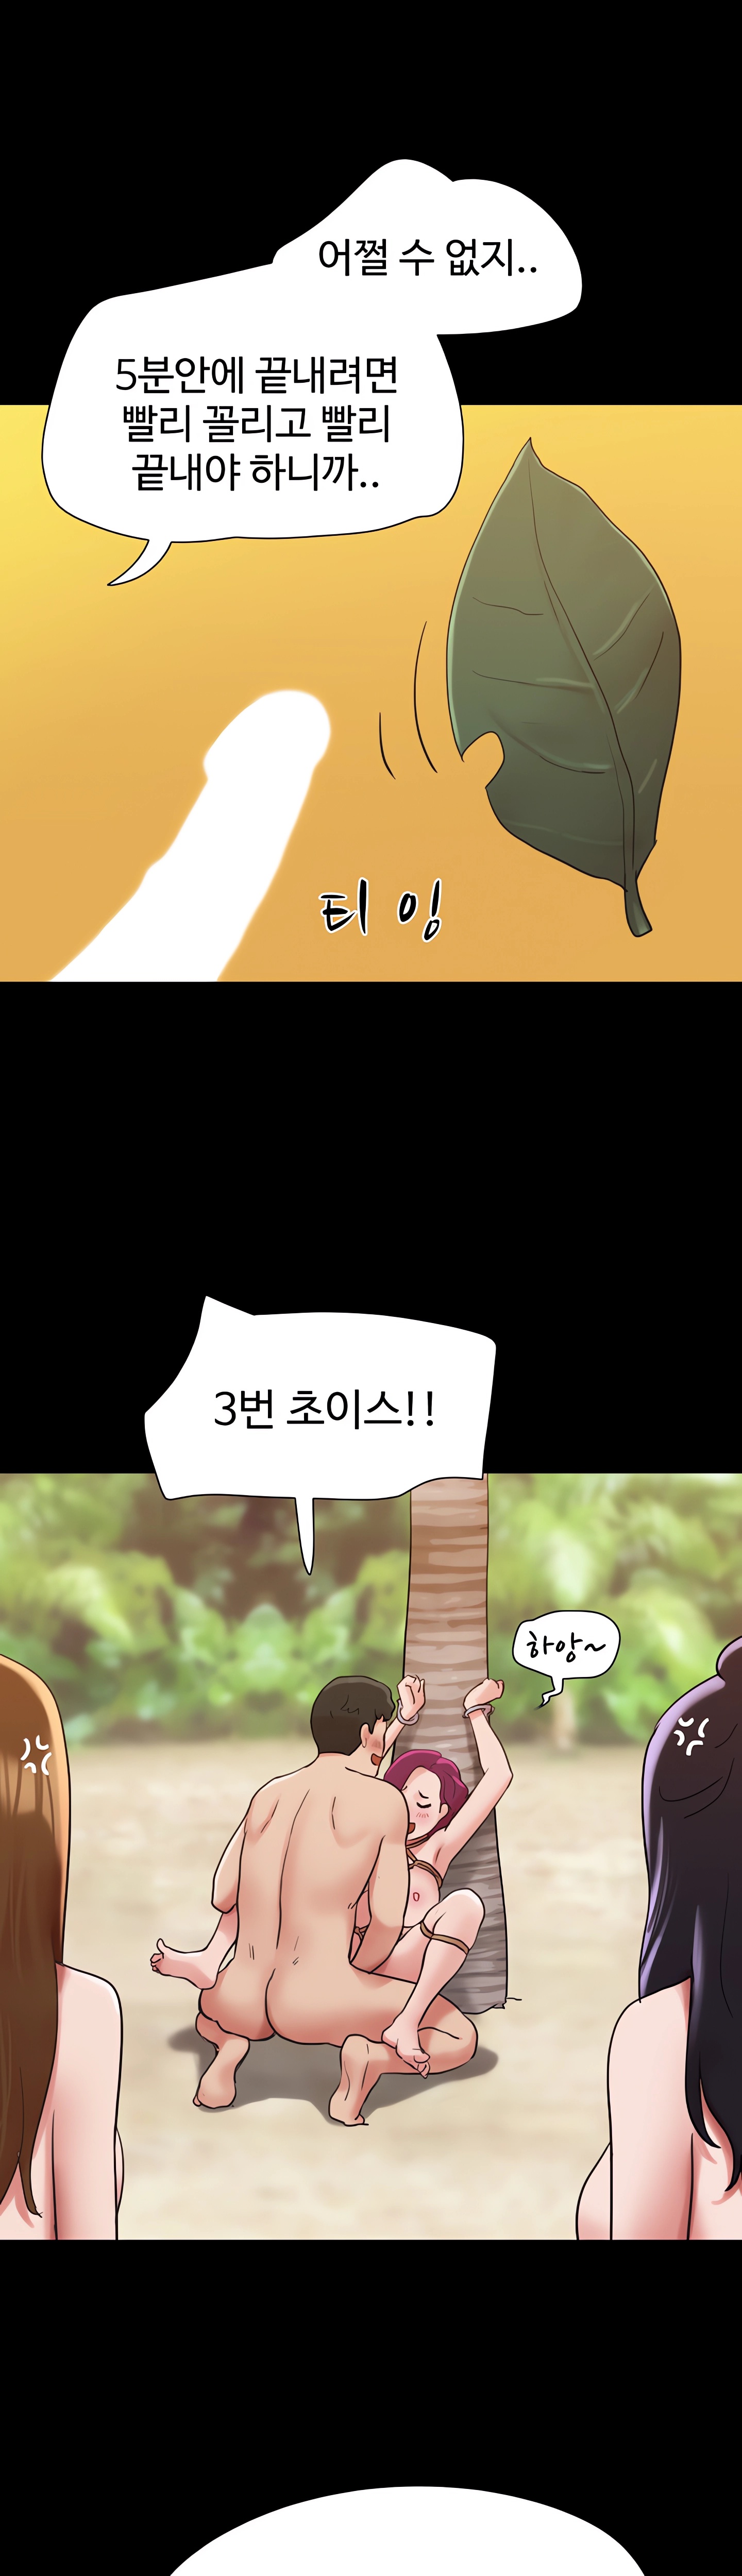 어쩔 수 없지..
5분안에 끝내려면
빨리 꼴리고 빨리
끝내야 하니까..
티잉
3번 초이스!!
하앙~